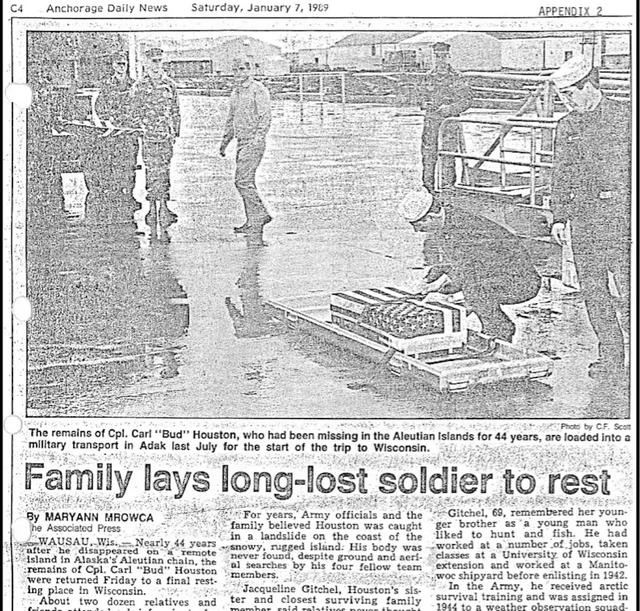 C4 Anchorage Daily News Saturday, January 7, 1989
APPENDIX 2
Photo by C.F. Scott
The remains of Cpl. Carl "Bud" Houston, who had been missing in the Aleutian Islands for 44 years, are loaded into a
military transport in Adak last July for the start of the trip to Wisconsin.
Family lays long-lost soldier to rest
By MARYANN MROWCA
The Associated Press
WAUSAU, Wis. — Nearly 44 years
after he disappeared on a remote
island in Alaska's Aleutian chain, the
remains of Cpl. Carl "Bud" Houston
were returned Friday to a final rest-
ing place in Wisconsin.
About two dozen relatives and
For years, Army officials and the
family believed Houston was caught
in a landslide on the coast of the
snowy, rugged island. His body was
never found, despite ground and aeri-
al searches by his four fellow team
members.
Jacqueline Gitchel, Houston's sis-
ter and closest surviving family
member, said relatives never thought
Gitchel, 69, remembered her youn-
ger brother as a young man who
liked to hunt and fish. He had
worked at a number of jobs, taken
classes at a University of Wisconsin
extension and worked at a Manito-
woc shipyard before enlisting in 1942.
In the Army, he received arctic
survival training and was assigned in
1944 to a weather observation squad